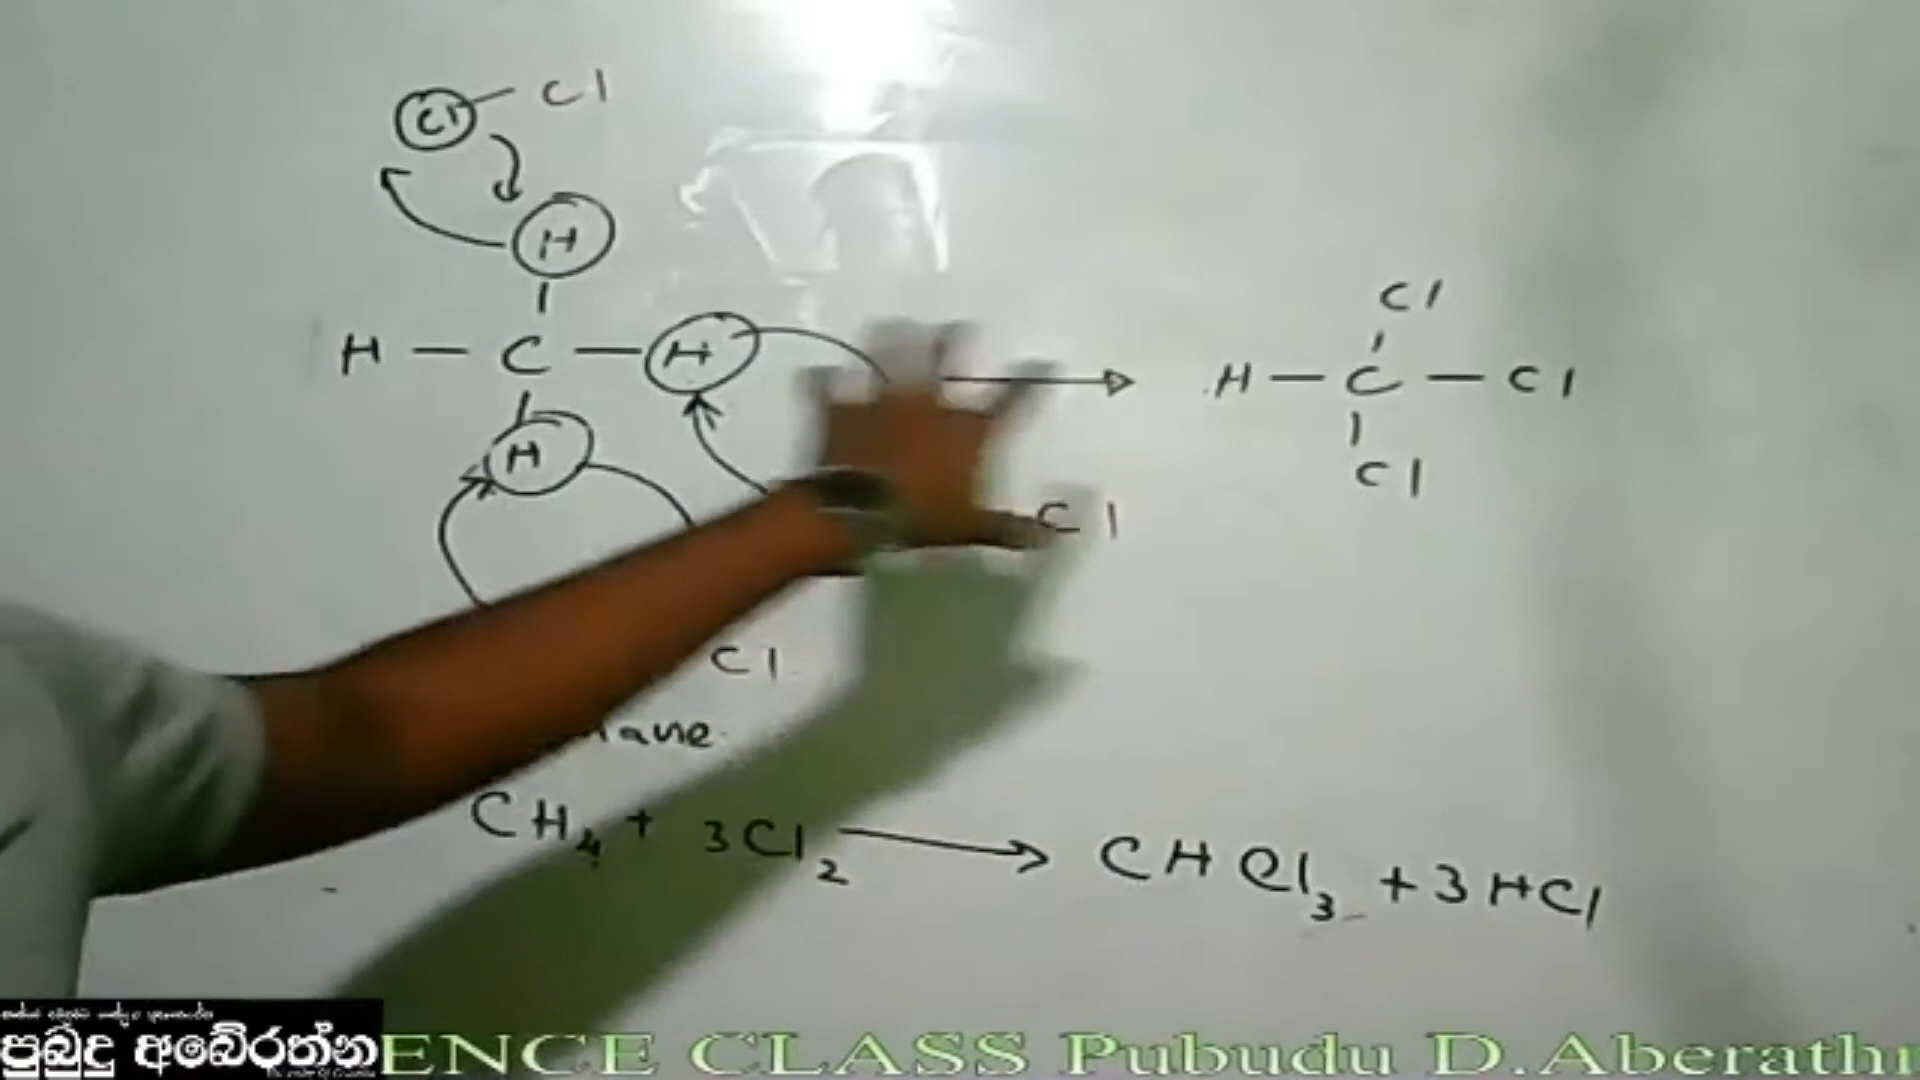 Cl — Cl
H
H — C — H
H
Cl
Cl
Cl
H — C — Cl
Cl
CH₄ + 3Cl₂ → CHCl₃ + 3HCl
පුබුදු අබේරත්න
ENCE CLASS Pubudu D.Aberath